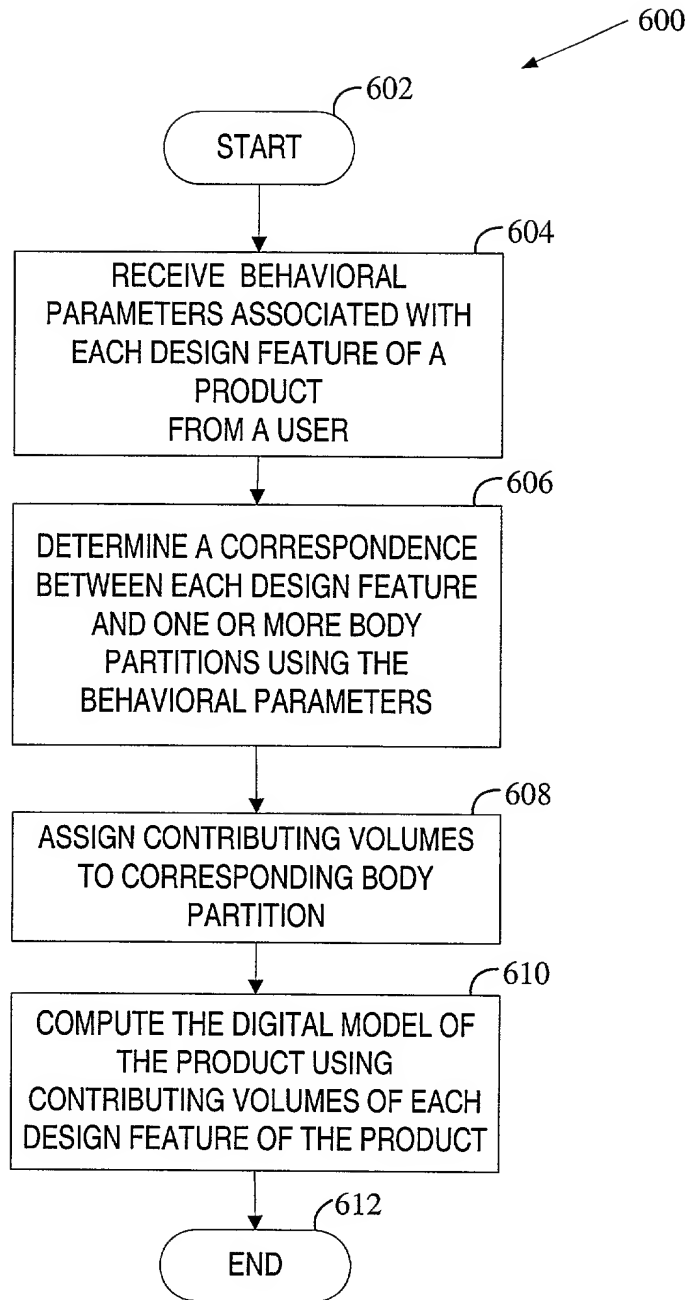 600
602
START
604
RECEIVE BEHAVIORAL
PARAMETERS ASSOCIATED WITH
EACH DESIGN FEATURE OF A
PRODUCT
FROM A USER
606
DETERMINE A CORRESPONDENCE
BETWEEN EACH DESIGN FEATURE
AND ONE OR MORE BODY
PARTITIONS USING THE
BEHAVIORAL PARAMETERS
608
ASSIGN CONTRIBUTING VOLUMES
TO CORRESPONDING BODY
PARTITION
610
COMPUTE THE DIGITAL MODEL OF
THE PRODUCT USING
CONTRIBUTING VOLUMES OF EACH
DESIGN FEATURE OF THE PRODUCT
612
END